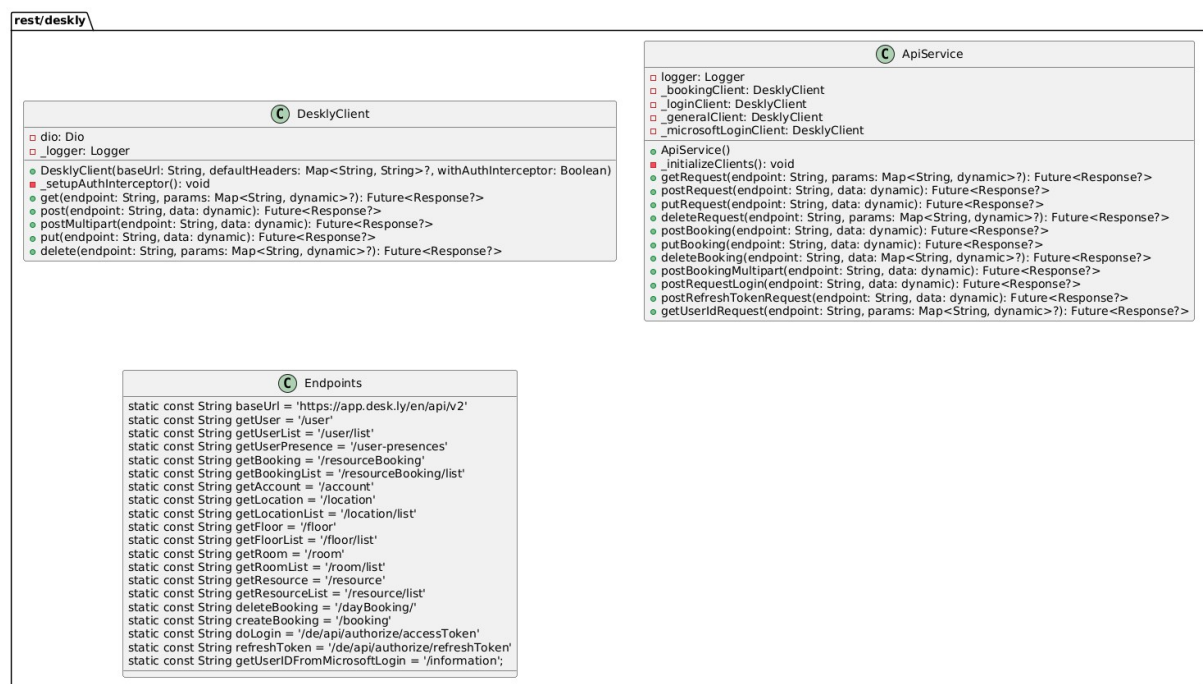 rest/deskly
C DesklyClient
dio: Dio
_logger: Logger
DesklyClient(baseUrl: String, defaultHeaders: Map<String, String>?, withAuthInterceptor: Boolean)
_setupAuthInterceptor(): void
get(endpoint: String, params: Map<String, dynamic>?): Future<Response?>
post(endpoint: String, data: dynamic): Future<Response?>
postMultipart(endpoint: String, data: dynamic): Future<Response?>
put(endpoint: String, data: dynamic): Future<Response?>
delete(endpoint: String, params: Map<String, dynamic>?): Future<Response?>
C ApiService
logger: Logger
_bookingClient: DesklyClient
_loginClient: DesklyClient
_generalClient: DesklyClient
_microsoftLoginClient: DesklyClient
ApiService()
_initializeClients(): void
getRequest(endpoint: String, params: Map<String, dynamic>?): Future<Response?>
postRequest(endpoint: String, data: dynamic): Future<Response?>
putRequest(endpoint: String, data: dynamic): Future<Response?>
deleteRequest(endpoint: String, params: Map<String, dynamic>?): Future<Response?>
postBooking(endpoint: String, data: dynamic): Future<Response?>
putBooking(endpoint: String, data: dynamic): Future<Response?>
deleteBooking(endpoint: String, data: Map<String, dynamic>?): Future<Response?>
postBookingMultipart(endpoint: String, data: dynamic): Future<Response?>
postRequestLogin(endpoint: String, data: dynamic): Future<Response?>
postRefreshTokenRequest(endpoint: String, data: dynamic): Future<Response?>
getUserIdRequest(endpoint: String, params: Map<String, dynamic>?): Future<Response?>
C Endpoints
static const String baseUrl = 'https://app.desk.ly/en/api/v2'
static const String getUser = '/user'
static const String getUserList = '/user/list'
static const String getUserPresence = '/user-presences'
static const String getBooking = '/resourceBooking'
static const String getBookingList = '/resourceBooking/list'
static const String getAccount = '/account'
static const String getLocation = '/location'
static const String getLocationList = '/location/list'
static const String getFloor = '/floor'
static const String getFloorList = '/floor/list'
static const String getRoom = '/room'
static const String getRoomList = '/room/list'
static const String getResource = '/resource'
static const String getResourceList = '/resource/list'
static const String deleteBooking = '/dayBooking/'
static const String createBooking = '/booking'
static const String doLogin = '/de/api/authorize/accessToken'
static const String refreshToken = '/de/api/authorize/refreshToken'
static const String getUserIDFromMicrosoftLogin = '/information';